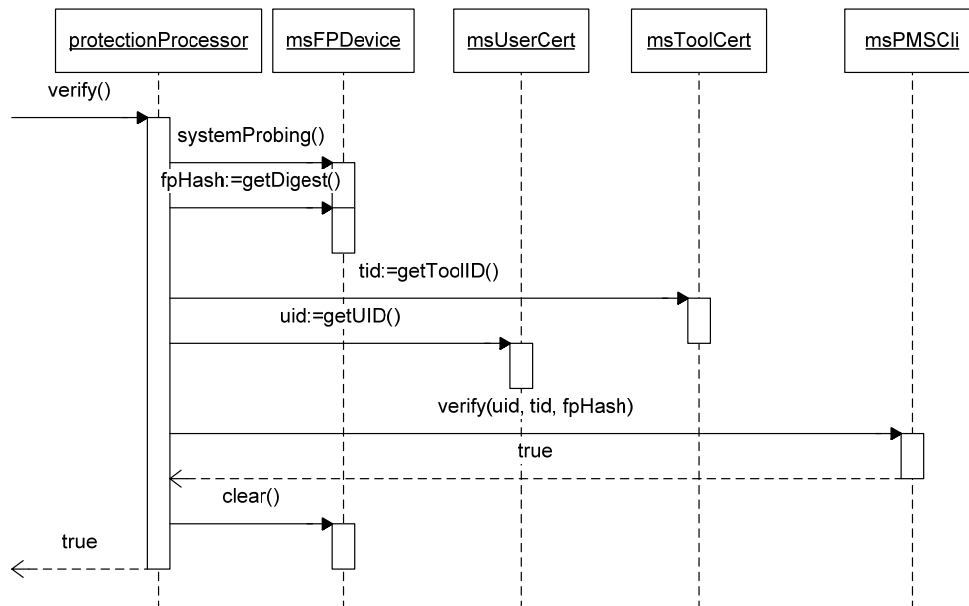 protectionProcessor
msFPDevice
msUserCert
msToolCert
msPMSCli
verify()
systemProbing()
fpHash:=getDigest()
tid:=getToolID()
uid:=getUID()
verify(uid, tid, fpHash)
true
clear()
true